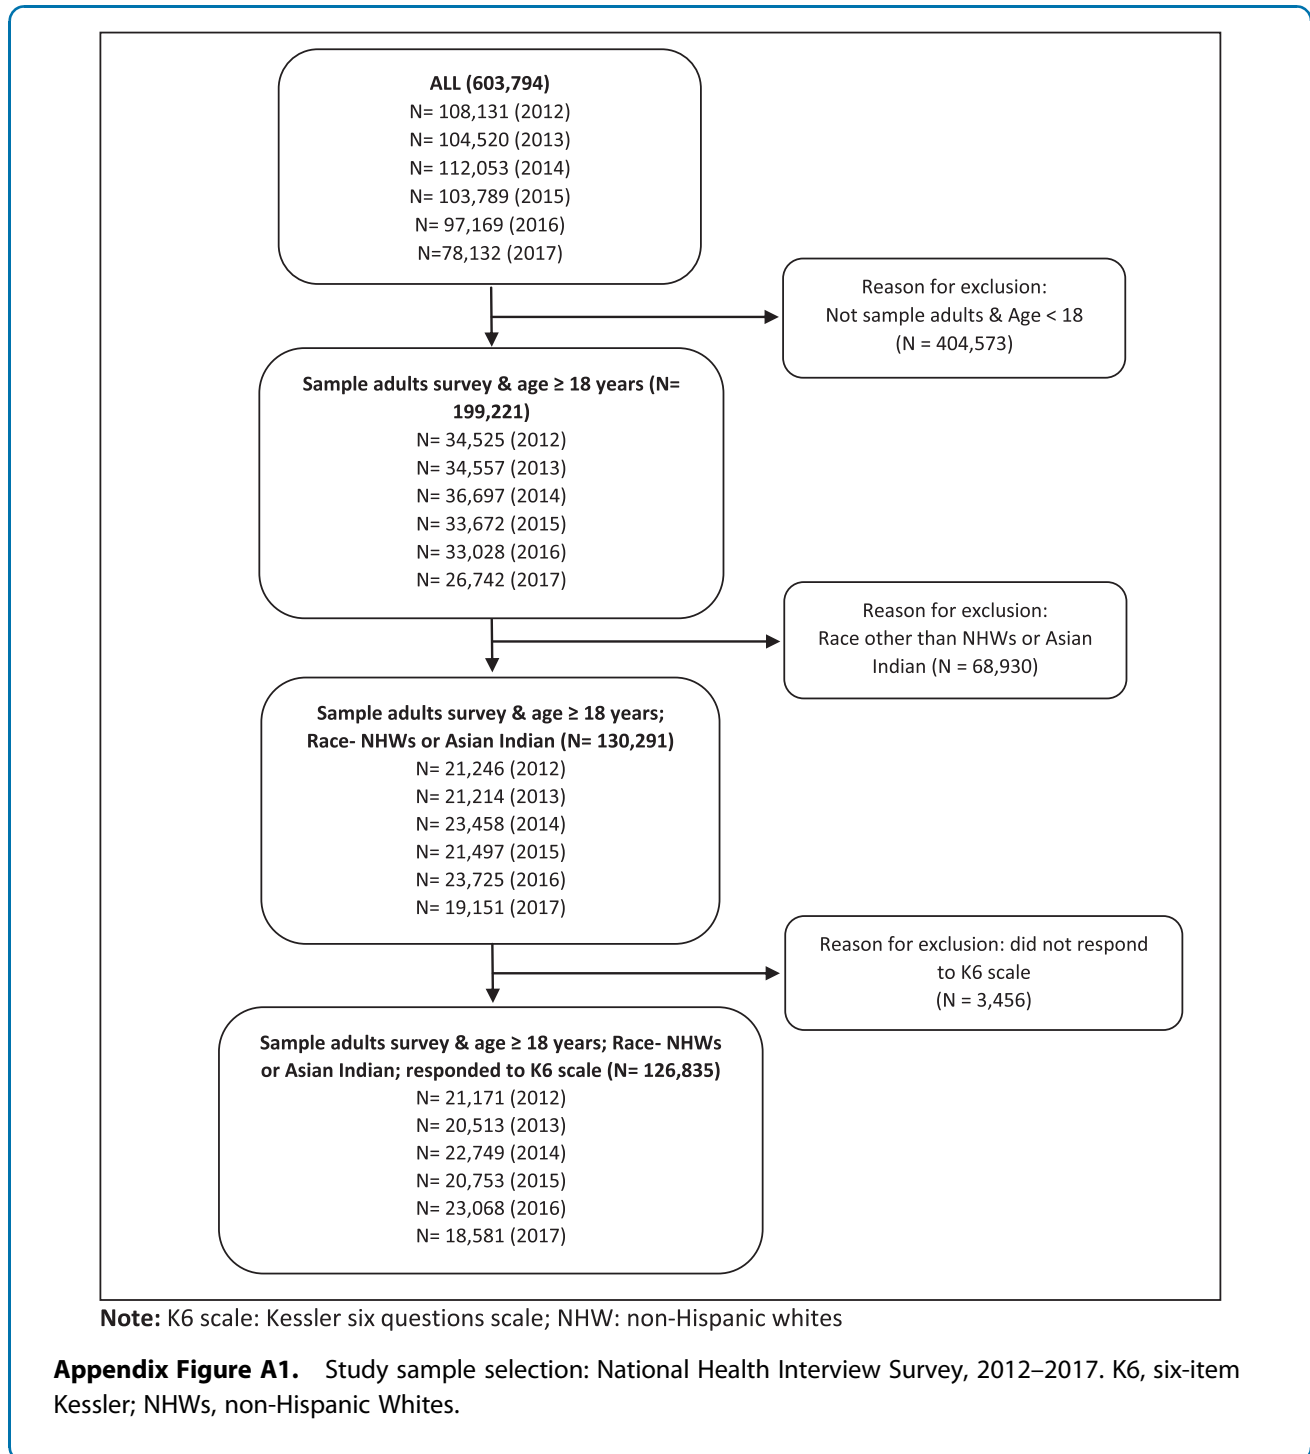 ALL (603,794)
N= 108,131 (2012)
N= 104,520 (2013)
N= 112,053 (2014)
N= 103,789 (2015)
N= 97,169 (2016)
N=78,132 (2017)
Reason for exclusion:
Not sample adults & Age < 18
(N = 404,573)
Sample adults survey & age ≥ 18 years (N=
199,221)
N= 34,525 (2012)
N= 34,557 (2013)
N= 36,697 (2014)
N= 33,672 (2015)
N= 33,028 (2016)
N= 26,742 (2017)
Reason for exclusion:
Race other than NHWs or Asian
Indian (N = 68,930)
Sample adults survey & age ≥ 18 years;
Race- NHWs or Asian Indian (N= 130,291)
N= 21,246 (2012)
N= 21,214 (2013)
N= 23,458 (2014)
N= 21,497 (2015)
N= 23,725 (2016)
N= 19,151 (2017)
Reason for exclusion: did not respond
to K6 scale
(N = 3,456)
Sample adults survey & age ≥ 18 years; Race- NHWs
or Asian Indian; responded to K6 scale (N= 126,835)
N= 21,171 (2012)
N= 20,513 (2013)
N= 22,749 (2014)
N= 20,753 (2015)
N= 23,068 (2016)
N= 18,581 (2017)
Note: K6 scale: Kessler six questions scale; NHW: non-Hispanic whites
Appendix Figure A1. Study sample selection: National Health Interview Survey, 2012–2017. K6, six-item
Kessler; NHWs, non-Hispanic Whites.